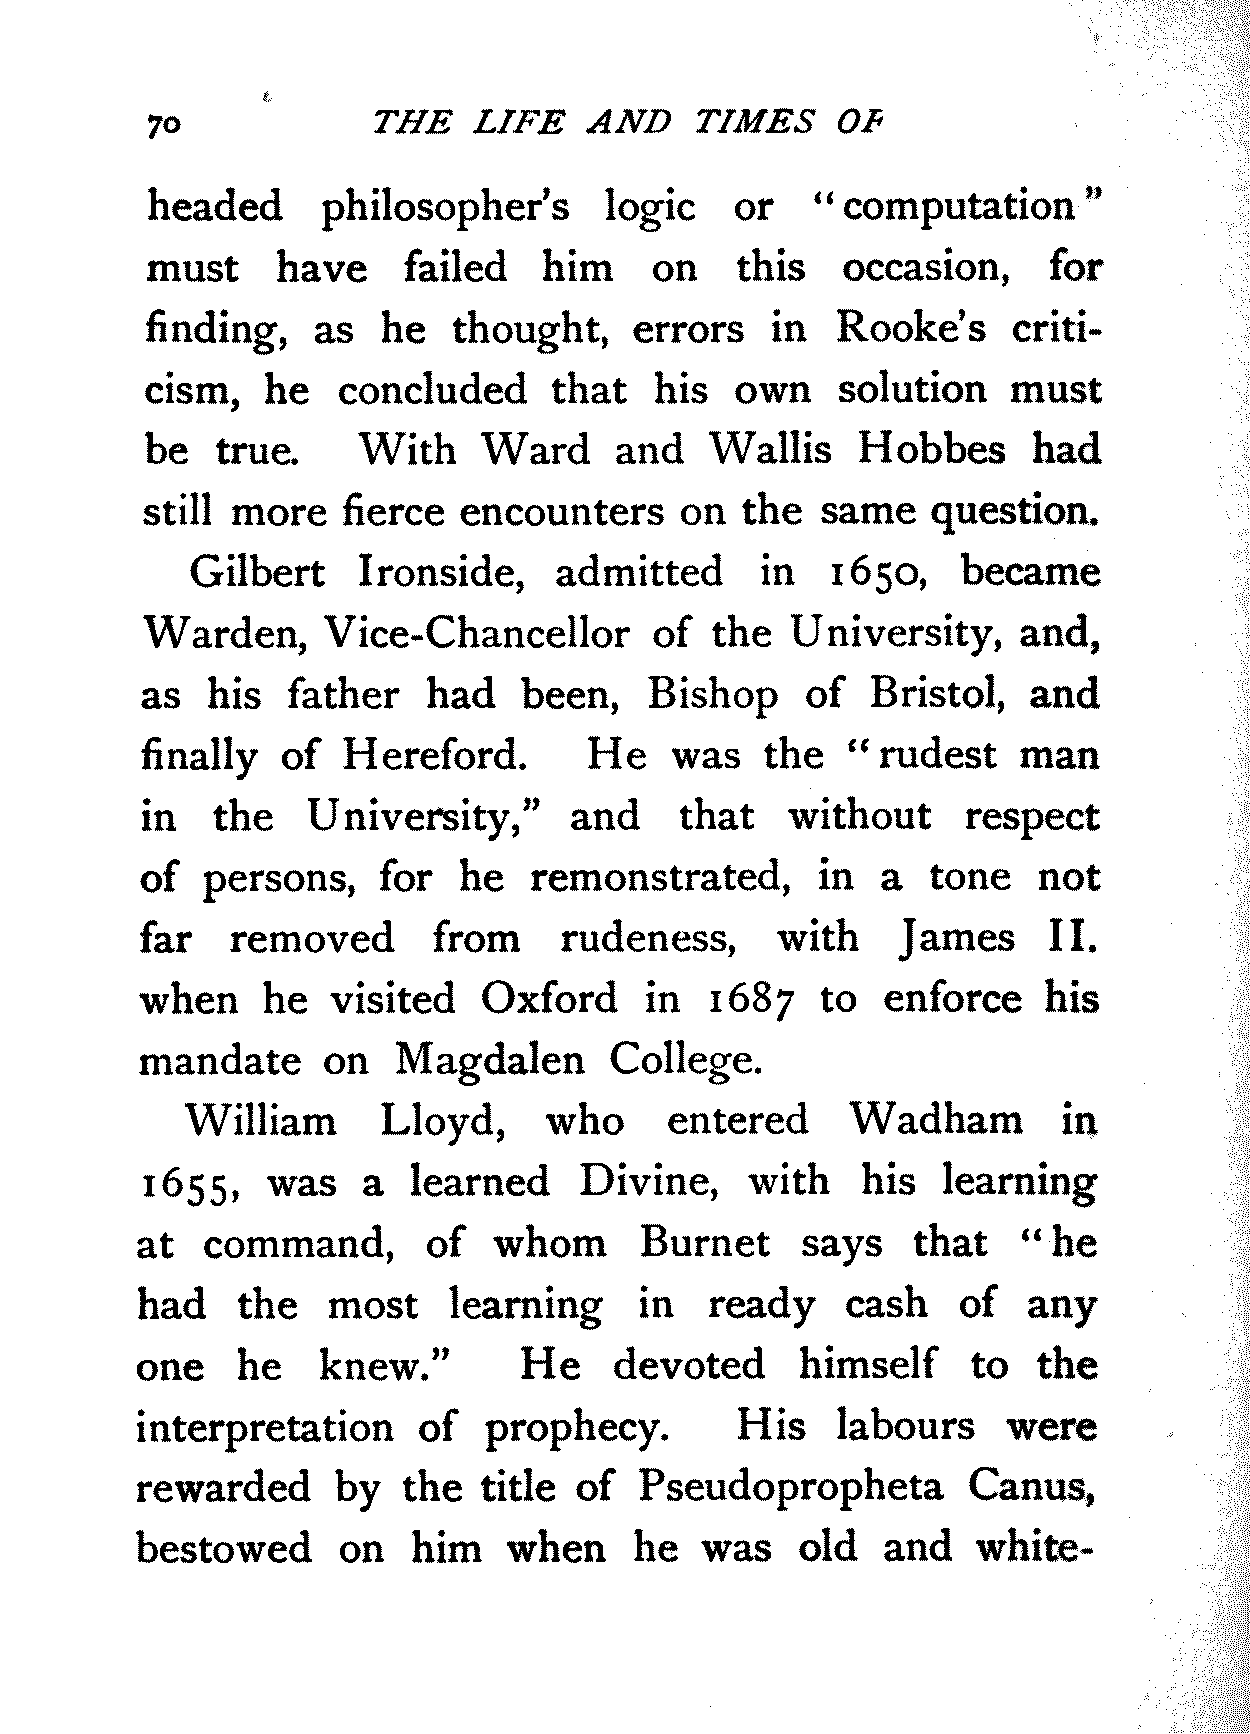 70 THE LIFE AND TIMES OF
headed philosopher's logic or "computation"
must have failed him on this occasion, for
finding, as he thought, errors in Rooke's criti-
cism, he concluded that his own solution must
be true. With Ward and Wallis Hobbes had
still more fierce encounters on the same question.
Gilbert Ironside, admitted in 1650, became
Warden, Vice-Chancellor of the University, and,
as his father had been, Bishop of Bristol, and
finally of Hereford. He was the "rudest man
in the University," and that without respect
of persons, for he remonstrated, in a tone not
far removed from rudeness, with James II.
when he visited Oxford in 1687 to enforce his
mandate on Magdalen College.
William Lloyd, who entered Wadham in
1655, was a learned Divine, with his learning
at command, of whom Burnet says that "he
had the most learning in ready cash of any
one he knew." He devoted himself to the
interpretation of prophecy. His labours were
rewarded by the title of Pseudopropheta Canus,
bestowed on him when he was old and white-